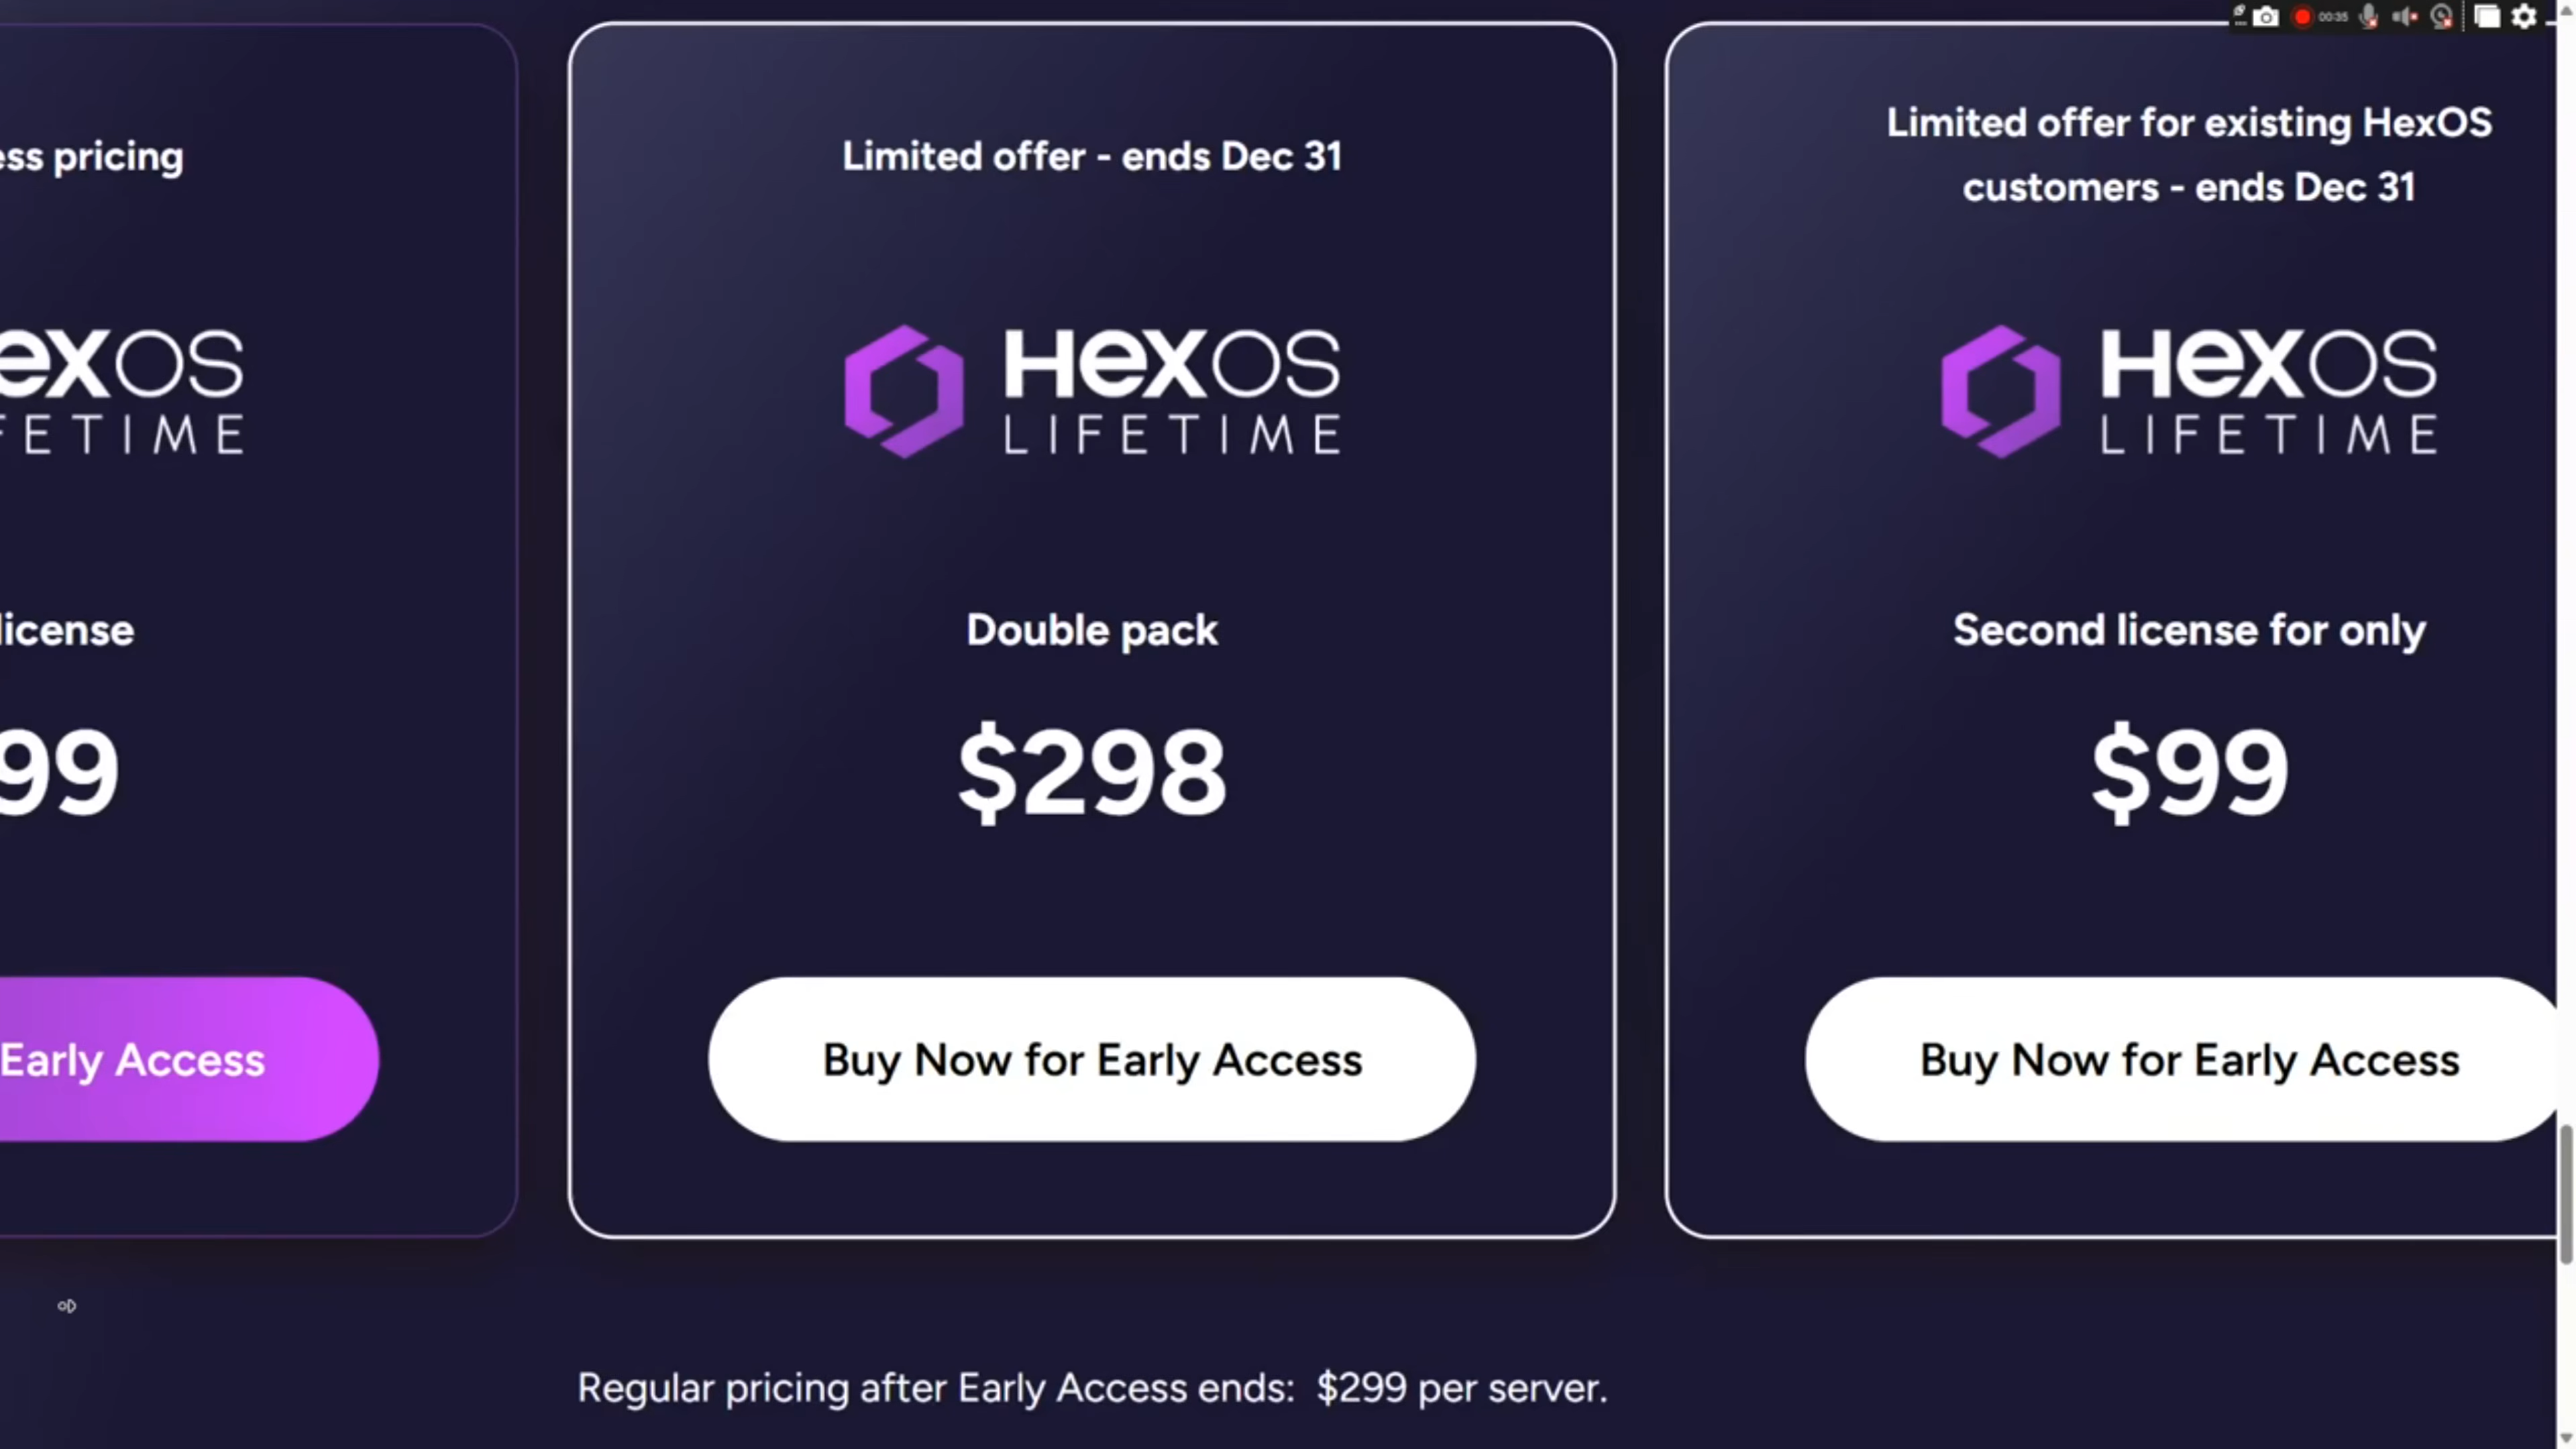 00:35
ess pricing
exOS
FETIME
license
99
Early Access
Limited offer - ends Dec 31
HexOS
LIFETIME
Double pack
$298
Buy Now for Early Access
Limited offer for existing HexOS
customers - ends Dec 31
HexOS
LIFETIME
Second license for only
$99
Buy Now for Early Access
Regular pricing after Early Access ends: $299 per server.